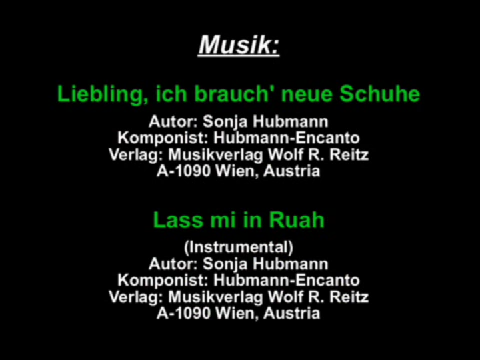 Musik:
Liebling, ich brauch' neue Schuhe
Autor: Sonja Hubmann
Komponist: Hubmann-Encanto
Verlag: Musikverlag Wolf R. Reitz
A-1090 Wien, Austria
Lass mi in Ruah
(Instrumental)
Autor: Sonja Hubmann
Komponist: Hubmann-Encanto
Verlag: Musikverlag Wolf R. Reitz
A-1090 Wien, Austria